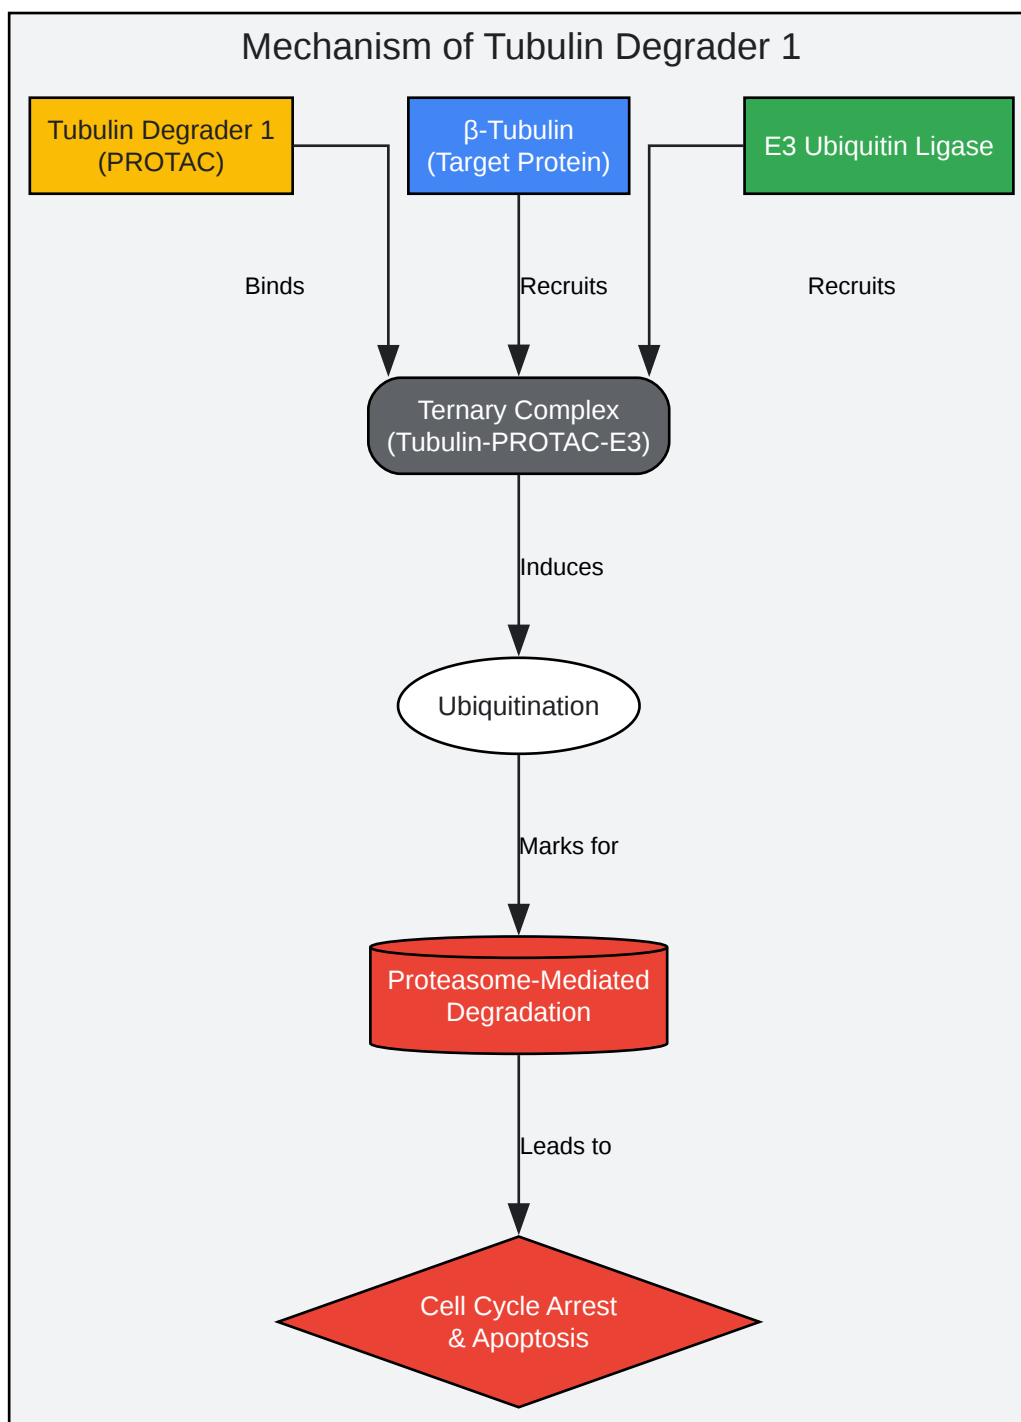 Mechanism of Tubulin Degrader 1
Tubulin Degrader 1
(PROTAC)
β-Tubulin
(Target Protein)
E3 Ubiquitin Ligase
Binds
Recruits
Recruits
Ternary Complex
(Tubulin-PROTAC-E3)
Induces
Ubiquitination
Marks for
Proteasome-Mediated
Degradation
Leads to
Cell Cycle Arrest
& Apoptosis